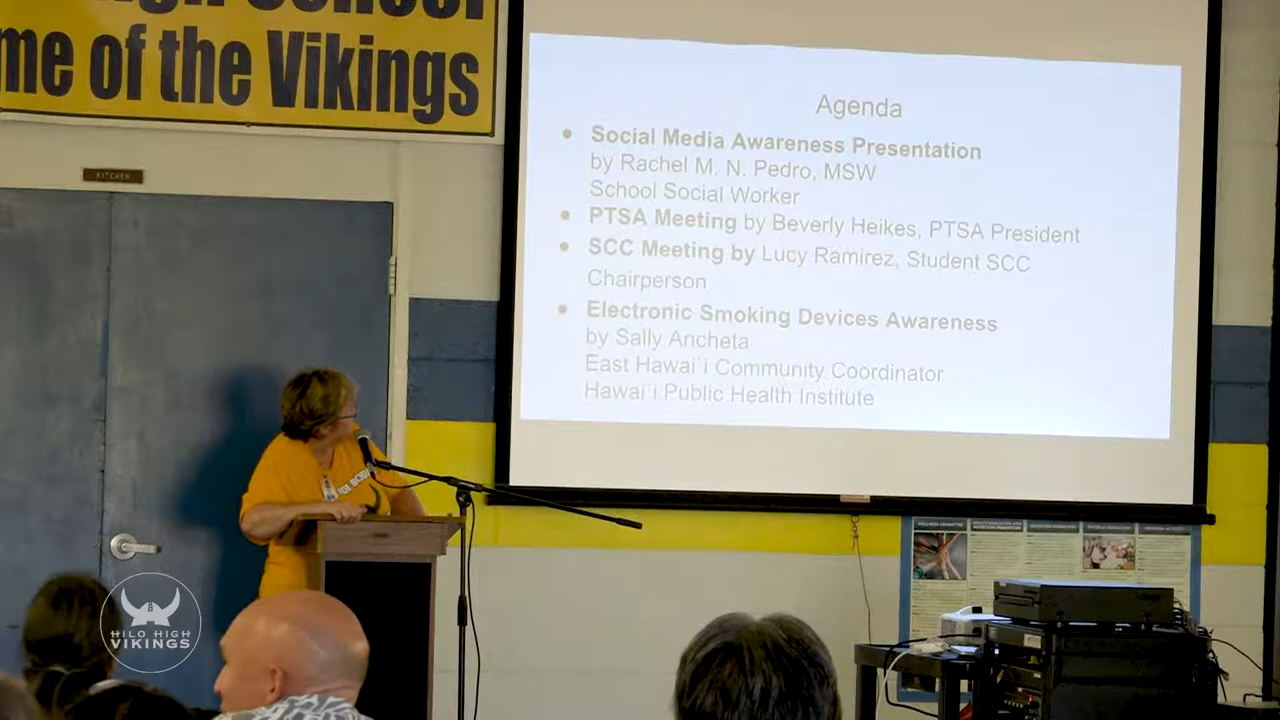 High School
me of the Vikings
KITCHEN
Agenda
• Social Media Awareness Presentation
by Rachel M. N. Pedro, MSW
School Social Worker
• PTSA Meeting by Beverly Heikes, PTSA President
• SCC Meeting by Lucy Ramirez, Student SCC
Chairperson
• Electronic Smoking Devices Awareness
by Sally Ancheta
East Hawai`i Community Coordinator
Hawai`i Public Health Institute
HILO HIGH
VIKINGS